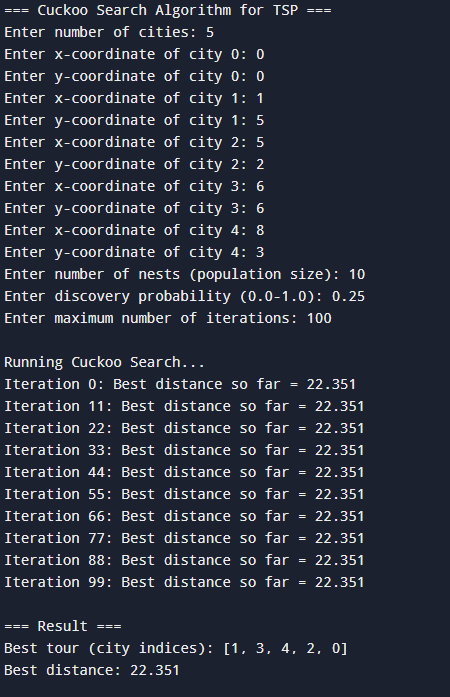 === Cuckoo Search Algorithm for TSP ===
Enter number of cities: 5
Enter x-coordinate of city 0: 0
Enter y-coordinate of city 0: 0
Enter x-coordinate of city 1: 1
Enter y-coordinate of city 1: 5
Enter x-coordinate of city 2: 5
Enter y-coordinate of city 2: 2
Enter x-coordinate of city 3: 6
Enter y-coordinate of city 3: 6
Enter x-coordinate of city 4: 8
Enter y-coordinate of city 4: 3
Enter number of nests (population size): 10
Enter discovery probability (0.0-1.0): 0.25
Enter maximum number of iterations: 100
Running Cuckoo Search...
Iteration 0: Best distance so far = 22.351
Iteration 11: Best distance so far = 22.351
Iteration 22: Best distance so far = 22.351
Iteration 33: Best distance so far = 22.351
Iteration 44: Best distance so far = 22.351
Iteration 55: Best distance so far = 22.351
Iteration 66: Best distance so far = 22.351
Iteration 77: Best distance so far = 22.351
Iteration 88: Best distance so far = 22.351
Iteration 99: Best distance so far = 22.351
=== Result ===
Best tour (city indices): [1, 3, 4, 2, 0]
Best distance: 22.351